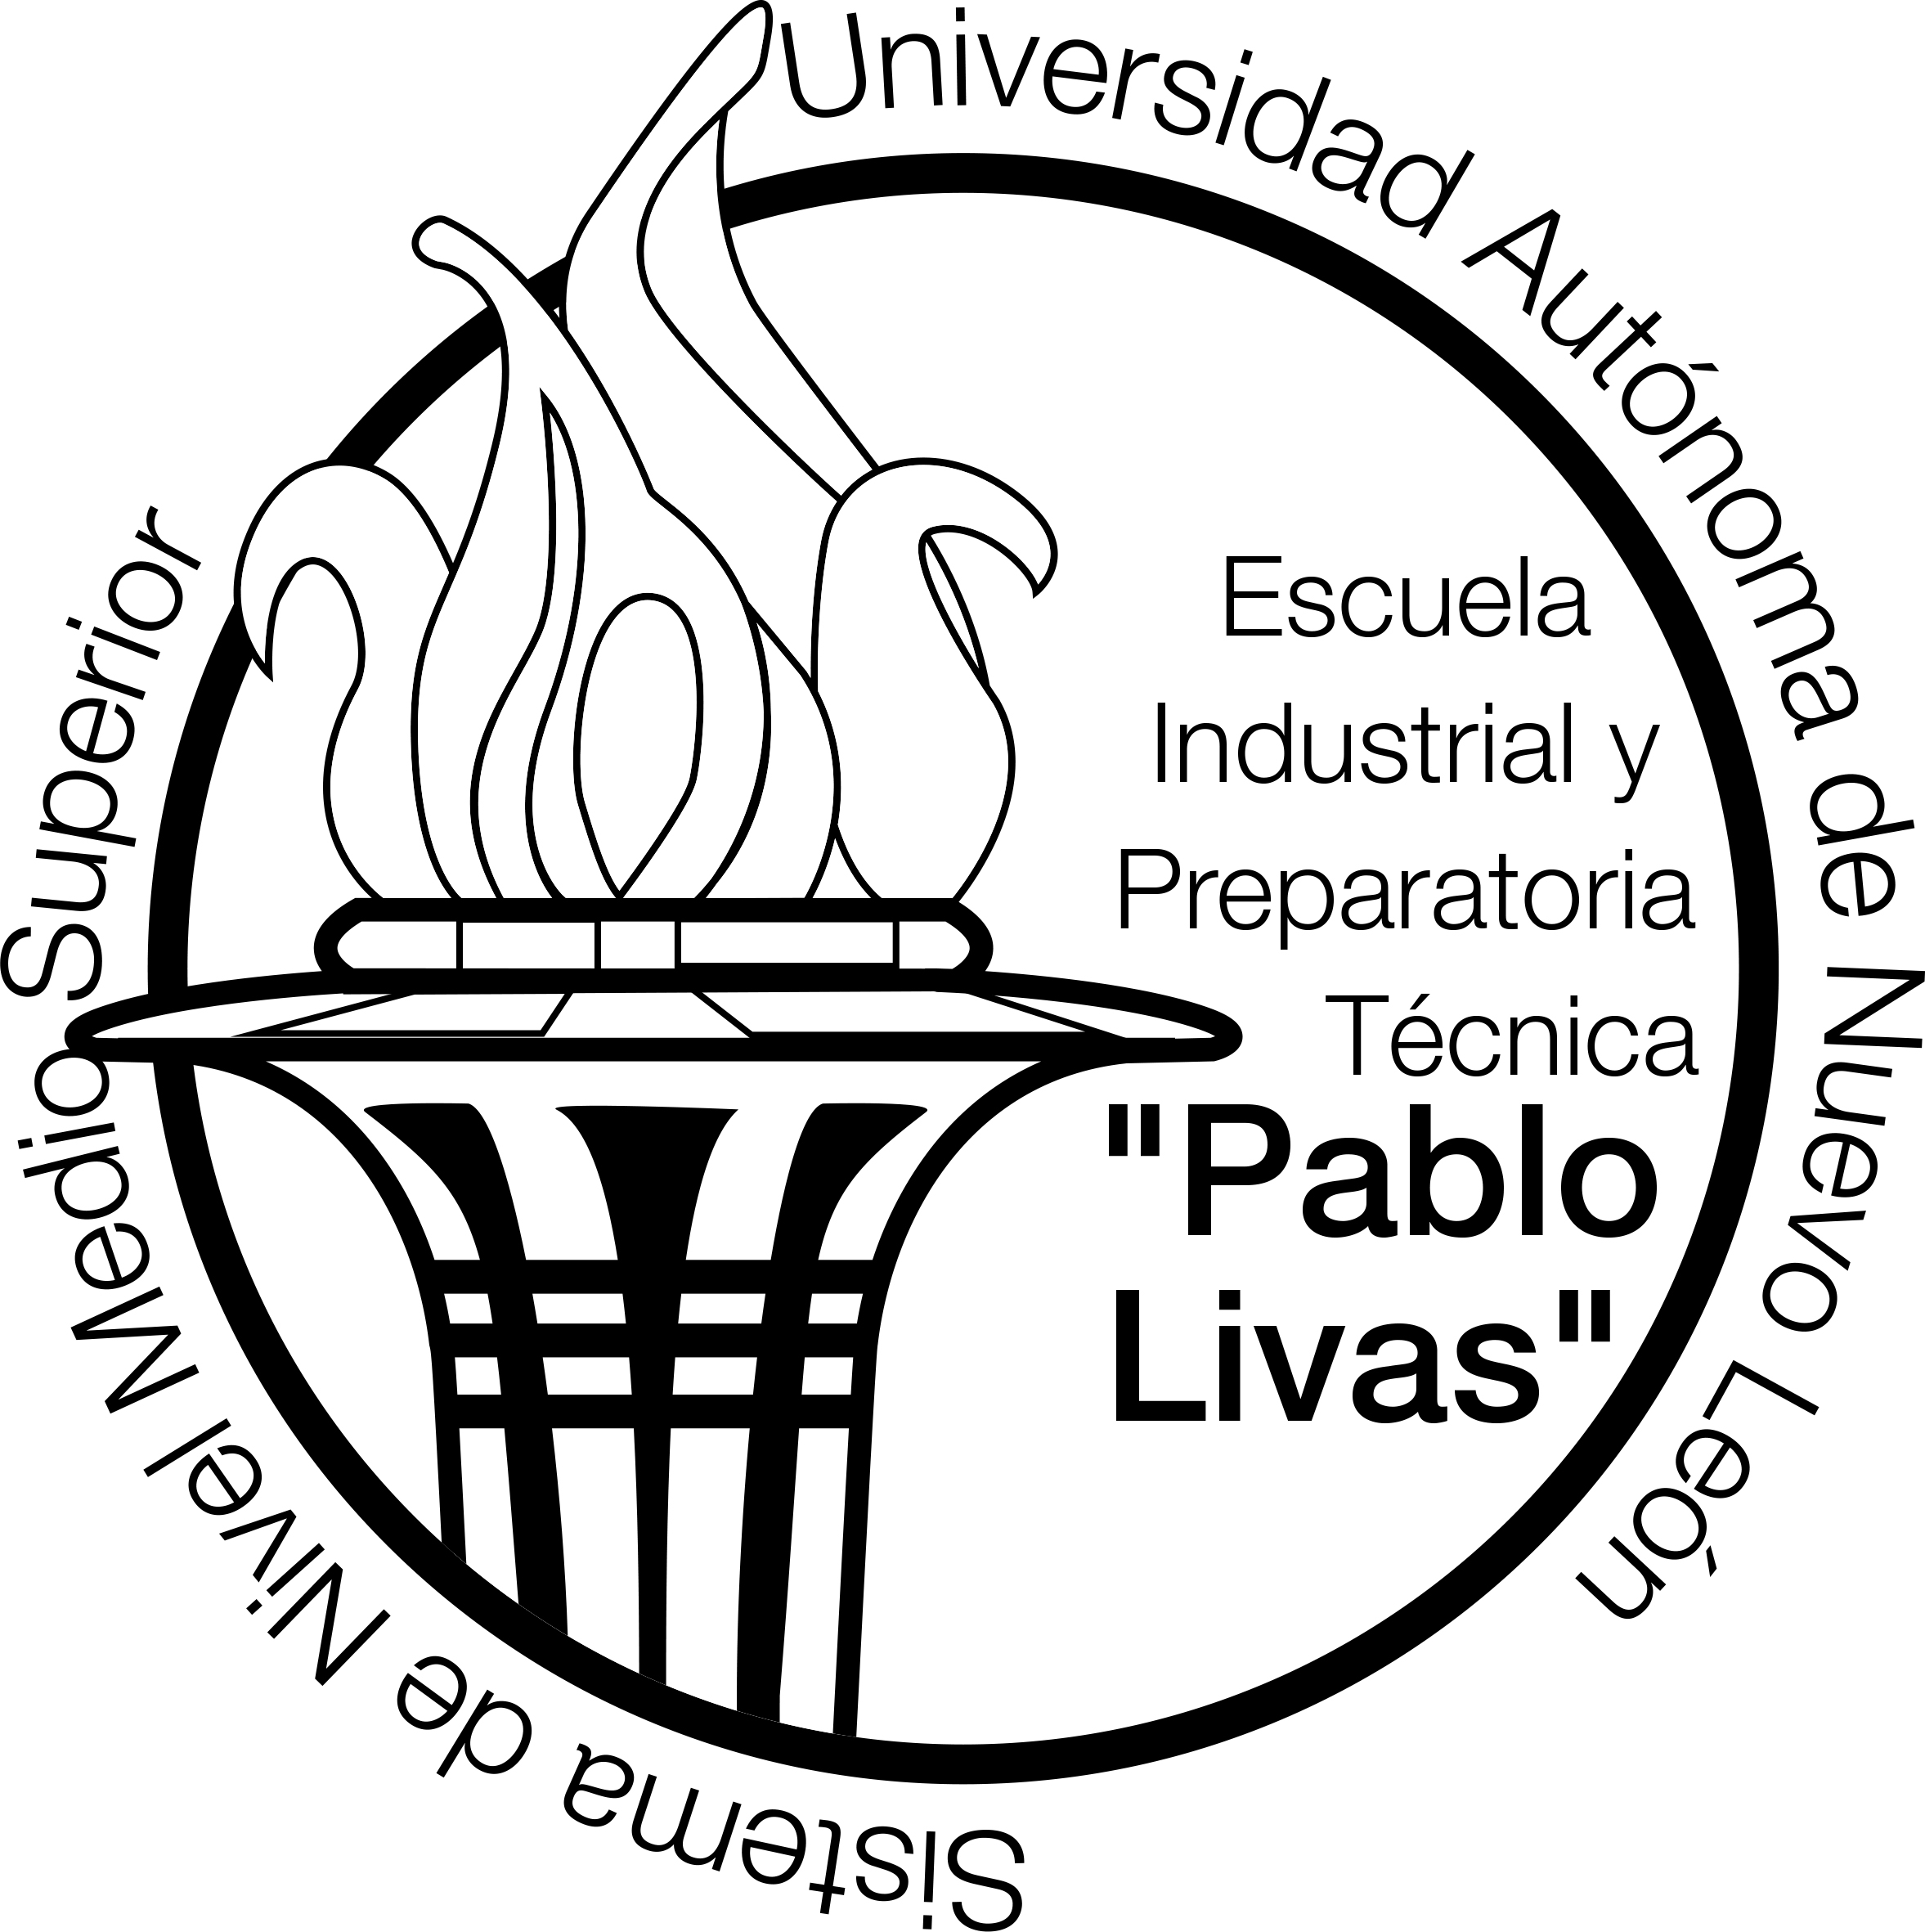 Universidad Autónoma de Nuevo León
Escuela
Industrial y
Preparatoria
Técnica
"Pablo
Livas"
Sistema de Nivel Medio Superior